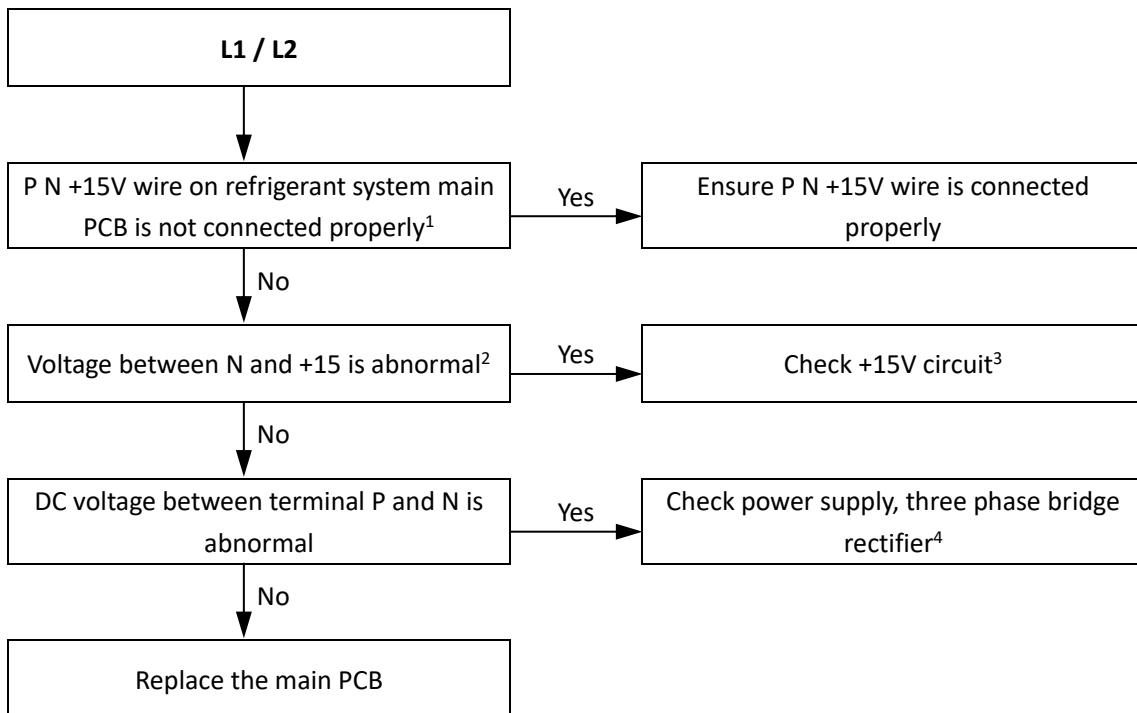 L1 / L2
P N +15V wire on refrigerant system main
PCB is not connected properly¹
Yes
Ensure P N +15V wire is connected
properly
No
Voltage between N and +15 is abnormal²
Yes
Check +15V circuit³
No
DC voltage between terminal P and N is
abnormal
Yes
Check power supply, three phase bridge
rectifier⁴
No
Replace the main PCB